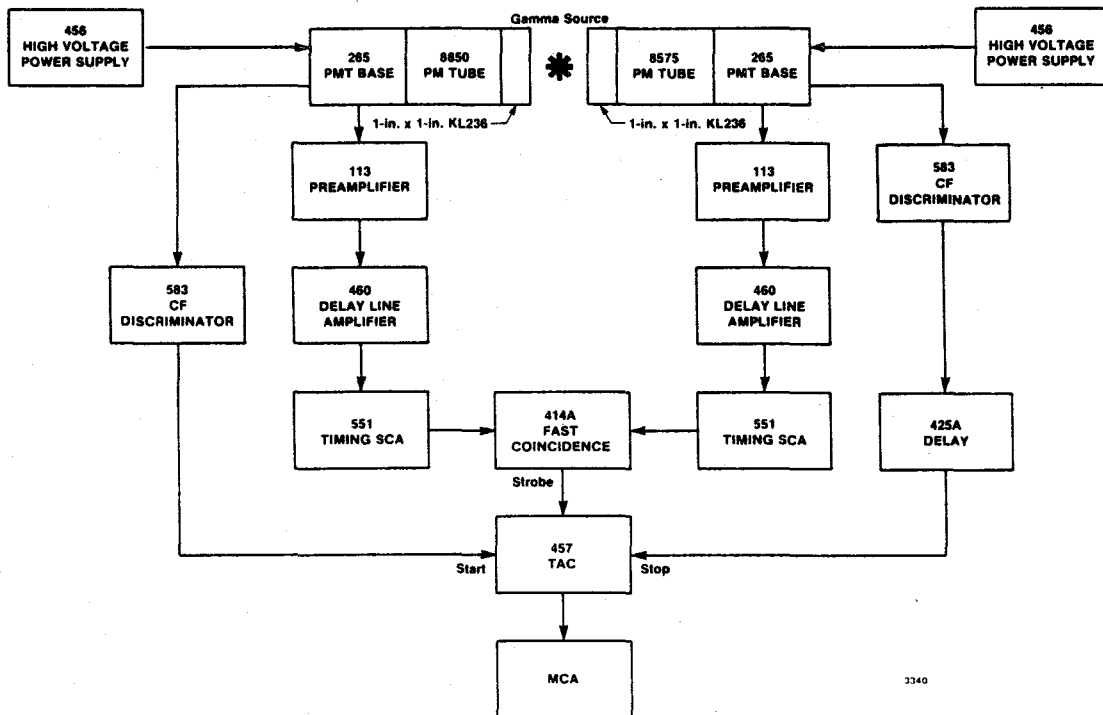 Gamma Source
456
HIGH VOLTAGE
POWER SUPPLY
265
PMT BASE
8850
PM TUBE
8575
PM TUBE
265
PMT BASE
456
HIGH VOLTAGE
POWER SUPPLY
1-in. x 1-in. KL236
1-in. x 1-in. KL236
113
PREAMPLIFIER
113
PREAMPLIFIER
583
CF
DISCRIMINATOR
583
CF
DISCRIMINATOR
460
DELAY LINE
AMPLIFIER
460
DELAY LINE
AMPLIFIER
551
TIMING SCA
414A
FAST
COINCIDENCE
551
TIMING SCA
425A
DELAY
Strobe
457
TAC
Start
Stop
MCA
3340